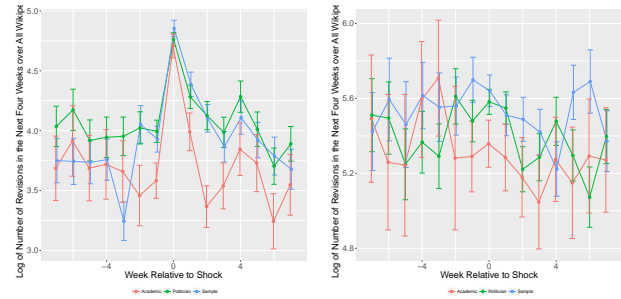 Log of Number of Revisions in the Next Four Weeks over All Wikip
5.0
4.5
4.0
3.5
3.0
−4
0
4
Week Relative to Shock
Academic Politician Sample
Log of Number of Revisions in the Next Four Weeks over All Wikip
6.0
5.6
5.2
4.8
−4
0
4
Week Relative to Shock
Academic Politician Sample